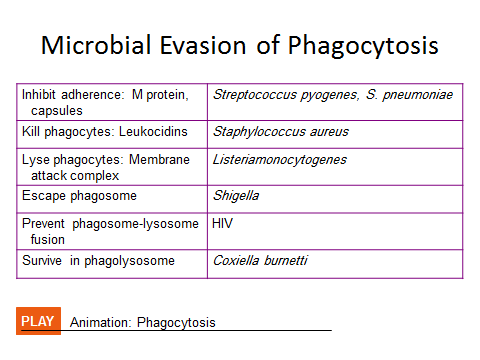 Microbial Evasion of Phagocytosis
Inhibit adherence: M protein,
capsules
Streptococcus pyogenes, S. pneumoniae
Kill phagocytes: Leukocidins
Staphylococcus aureus
Lyse phagocytes: Membrane
attack complex
Listeriamonocytogenes
Escape phagosome
Shigella
Prevent phagosome-lysosome
fusion
HIV
Survive in phagolysosome
Coxiella burnetti
PLAY Animation: Phagocytosis